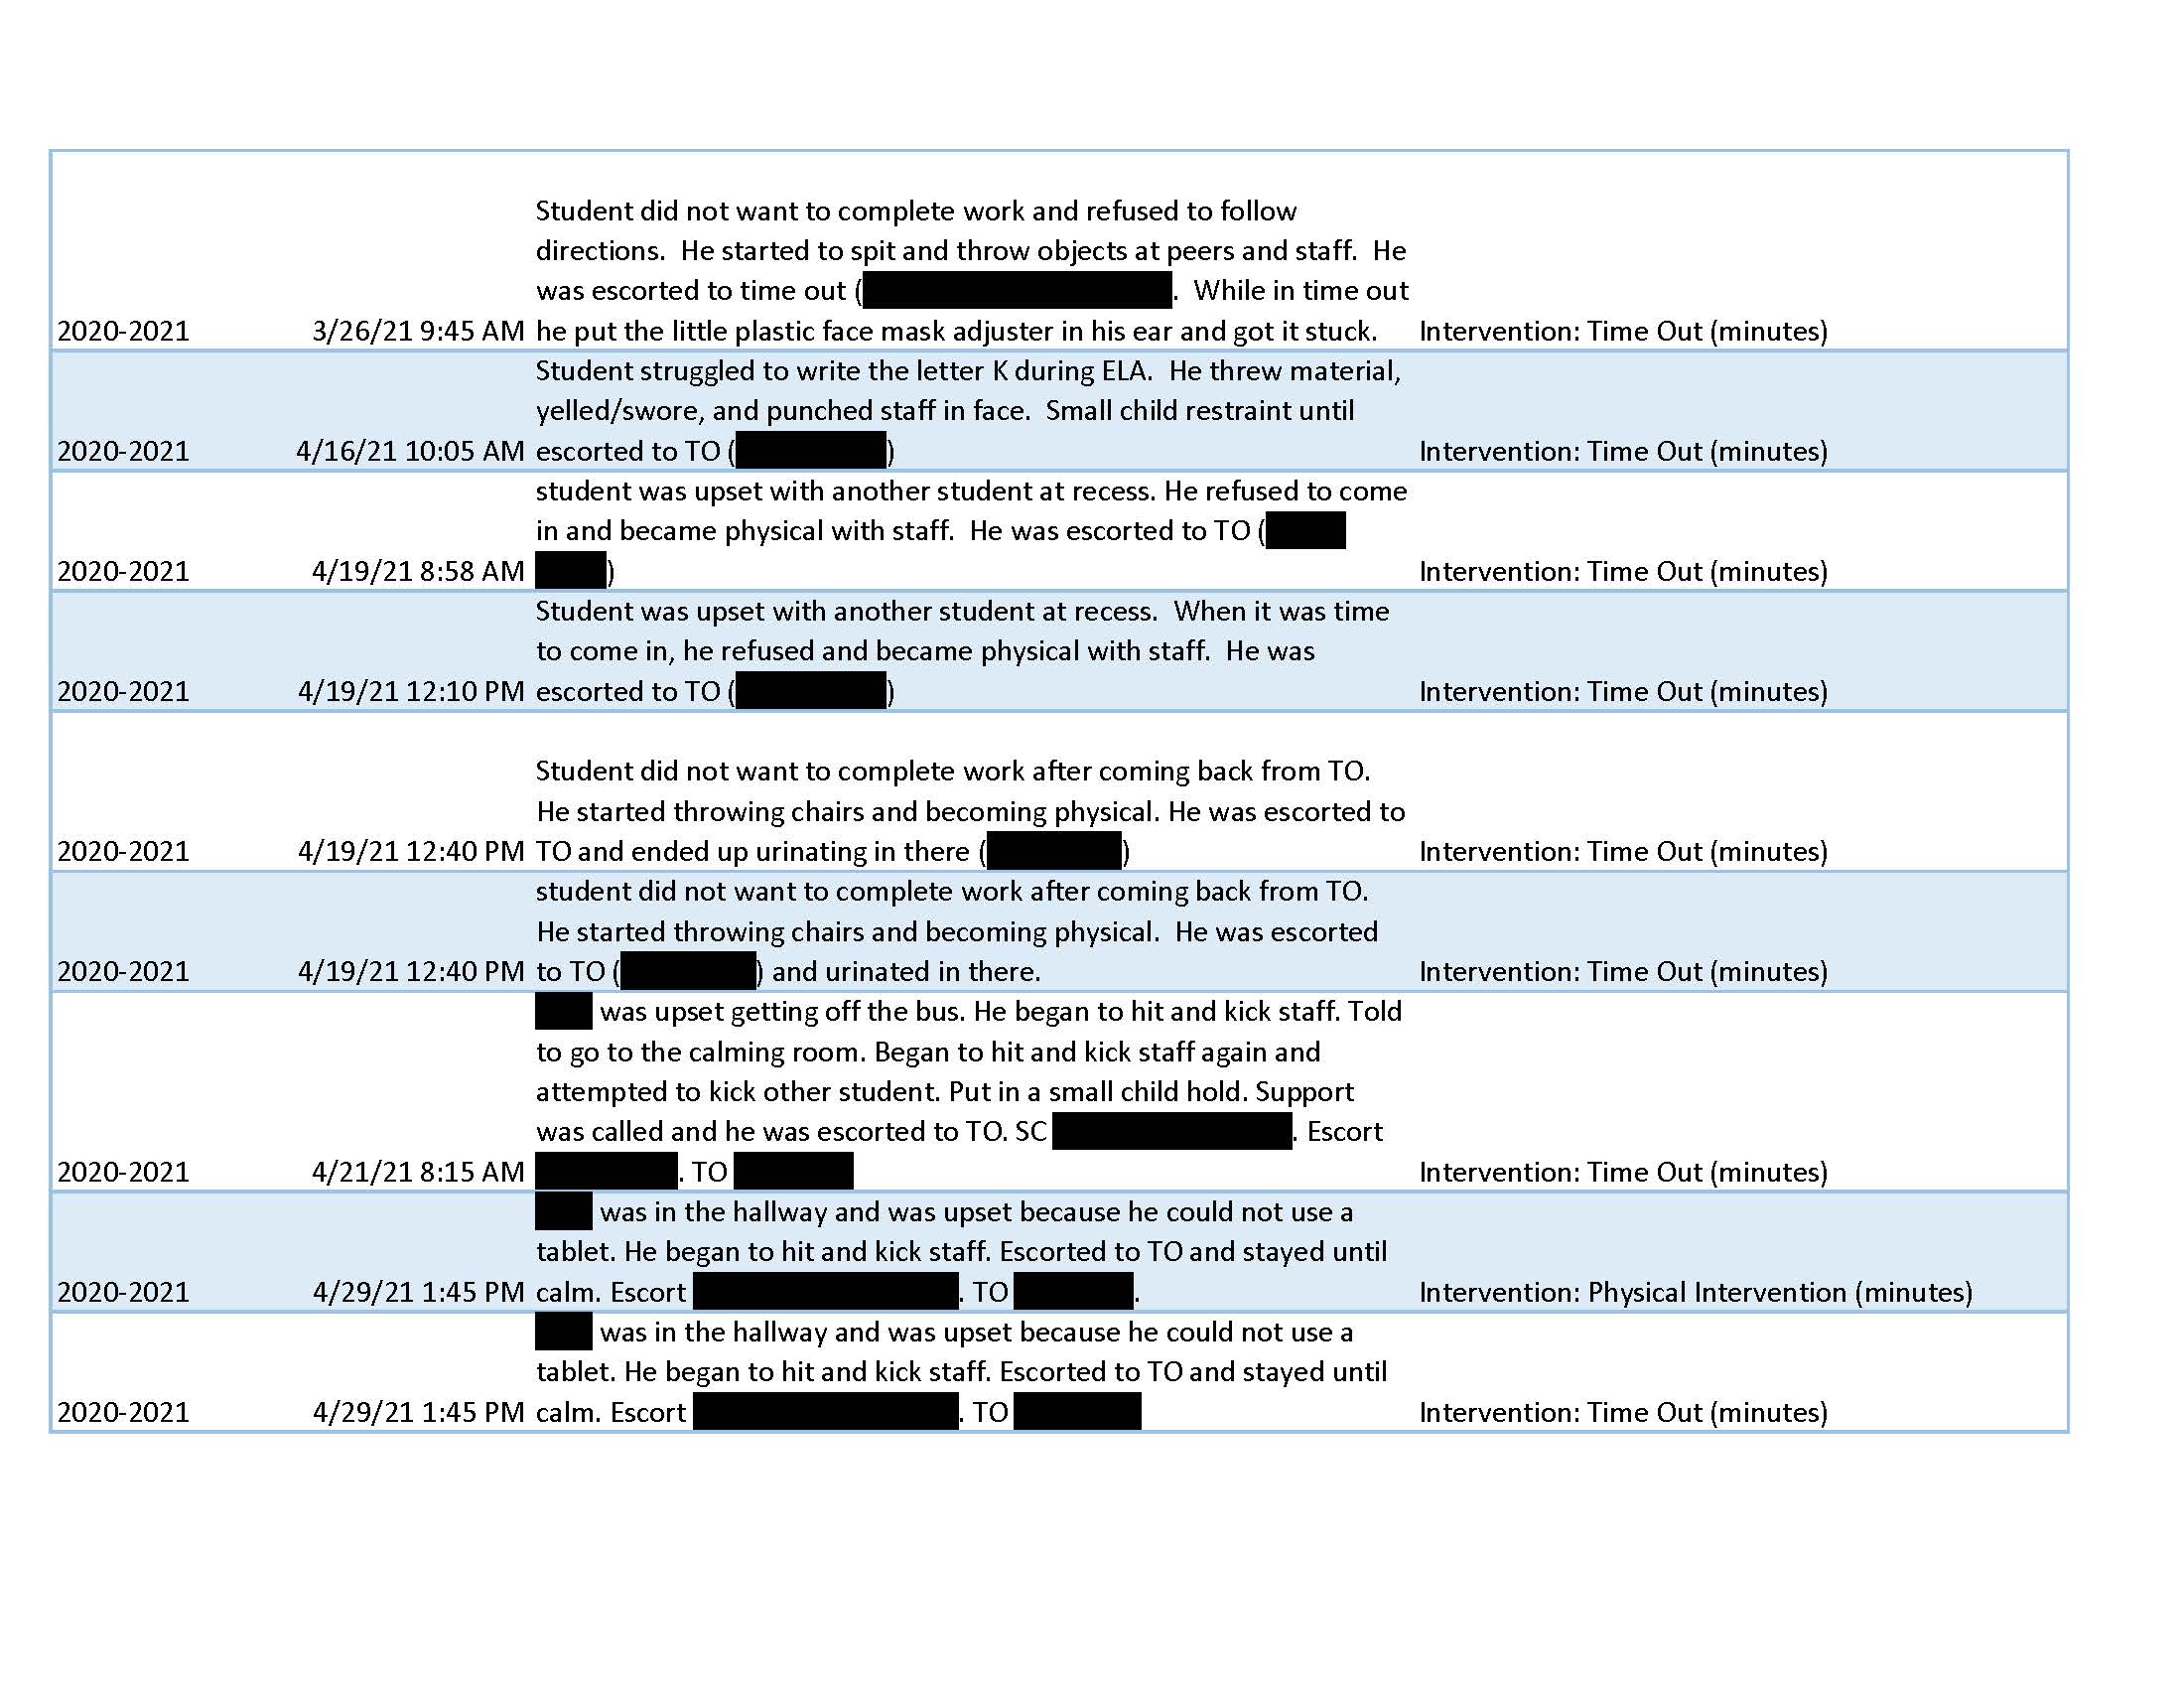 Student did not want to complete work and refused to follow
directions.  He started to spit and throw objects at peers and staff.  He
was escorted to time out ( .  While in time out
2020-2021 3/26/21 9:45 AM he put the little plastic face mask adjuster in his ear and got it stuck. Intervention: Time Out (minutes)
Student struggled to write the letter K during ELA.  He threw material,
yelled/swore, and punched staff in face.  Small child restraint until
2020-2021 4/16/21 10:05 AM escorted to TO ( ) Intervention: Time Out (minutes)
student was upset with another student at recess. He refused to come
in and became physical with staff.  He was escorted to TO (
2020-2021 4/19/21 8:58 AM ) Intervention: Time Out (minutes)
Student was upset with another student at recess.  When it was time
to come in, he refused and became physical with staff.  He was
2020-2021 4/19/21 12:10 PM escorted to TO ( ) Intervention: Time Out (minutes)
Student did not want to complete work after coming back from TO.
He started throwing chairs and becoming physical. He was escorted to
2020-2021 4/19/21 12:40 PM TO and ended up urinating in there ( ) Intervention: Time Out (minutes)
student did not want to complete work after coming back from TO.
He started throwing chairs and becoming physical.  He was escorted
2020-2021 4/19/21 12:40 PM to TO ( ) and urinated in there. Intervention: Time Out (minutes)
was upset getting off the bus. He began to hit and kick staff. Told
to go to the calming room. Began to hit and kick staff again and
attempted to kick other student. Put in a small child hold. Support
was called and he was escorted to TO. SC . Escort
2020-2021 4/21/21 8:15 AM . TO Intervention: Time Out (minutes)
was in the hallway and was upset because he could not use a
tablet. He began to hit and kick staff. Escorted to TO and stayed until
2020-2021 4/29/21 1:45 PM calm. Escort . TO . Intervention: Physical Intervention (minutes)
was in the hallway and was upset because he could not use a
tablet. He began to hit and kick staff. Escorted to TO and stayed until
2020-2021 4/29/21 1:45 PM calm. Escort . TO Intervention: Time Out (minutes)